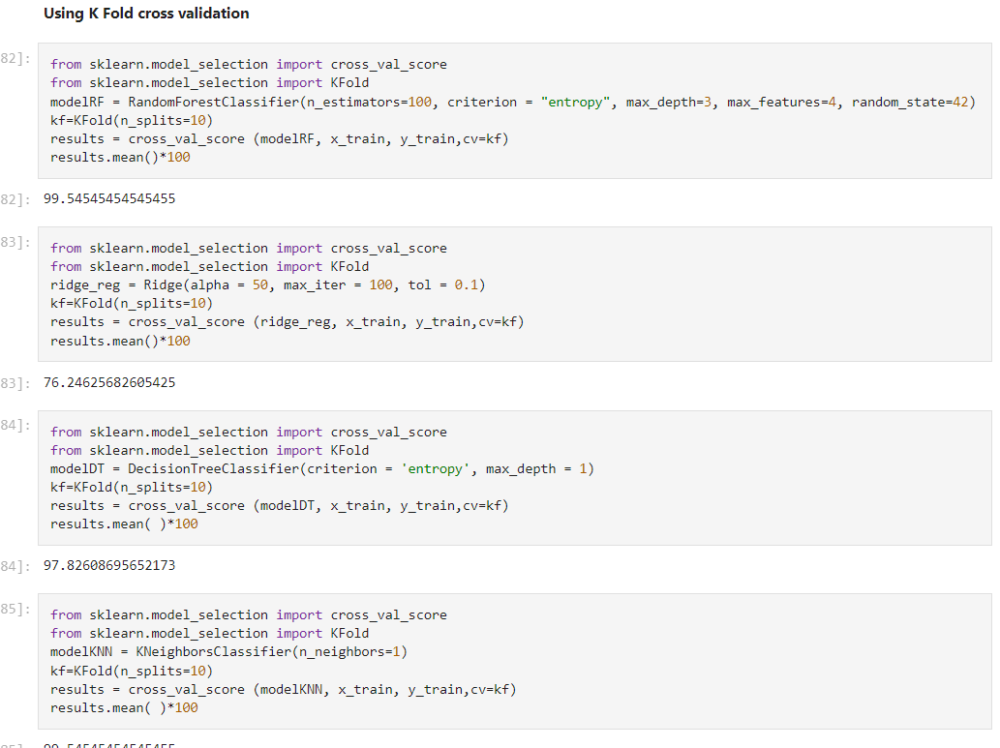 Using K Fold cross validation
82]:
from sklearn.model_selection import cross_val_score
from sklearn.model_selection import KFold
modelRF = RandomForestClassifier(n_estimators=100, criterion = "entropy", max_depth=3, max_features=4, random_state=42)
kf=KFold(n_splits=10)
results = cross_val_score (modelRF, x_train, y_train,cv=kf)
results.mean()*100
82]: 99.54545454545455
83]:
from sklearn.model_selection import cross_val_score
from sklearn.model_selection import KFold
ridge_reg = Ridge(alpha = 50, max_iter = 100, tol = 0.1)
kf=KFold(n_splits=10)
results = cross_val_score (ridge_reg, x_train, y_train,cv=kf)
results.mean()*100
83]: 76.24625682605425
84]:
from sklearn.model_selection import cross_val_score
from sklearn.model_selection import KFold
modelDT = DecisionTreeClassifier(criterion = 'entropy', max_depth = 1)
kf=KFold(n_splits=10)
results = cross_val_score (modelDT, x_train, y_train,cv=kf)
results.mean( )*100
84]: 97.82608695652173
85]:
from sklearn.model_selection import cross_val_score
from sklearn.model_selection import KFold
modelKNN = KNeighborsClassifier(n_neighbors=1)
kf=KFold(n_splits=10)
results = cross_val_score (modelKNN, x_train, y_train,cv=kf)
results.mean( )*100